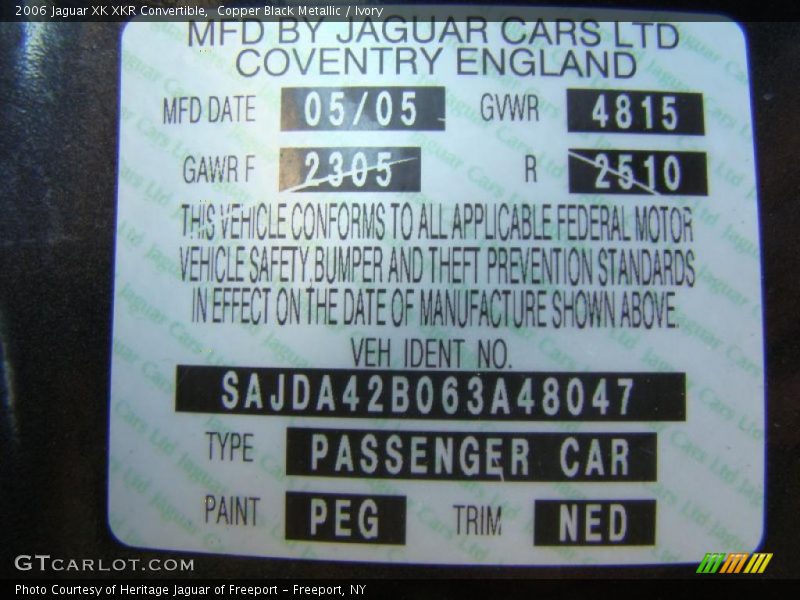 2006 Jaguar XK XKR Convertible, Copper Black Metallic / Ivory
MFD BY JAGUAR CARS LTD
COVENTRY ENGLAND
MFD DATE 05/05 GVWR 4815
GAWR F 2305 R 2510
THIS VEHICLE CONFORMS TO ALL APPLICABLE FEDERAL MOTOR
VEHICLE SAFETY, BUMPER AND THEFT PREVENTION STANDARDS
IN EFFECT ON THE DATE OF MANUFACTURE SHOWN ABOVE.
VEH IDENT NO.
SAJDA42B063A48047
TYPE PASSENGER CAR
PAINT PEG TRIM NED
GTCARLOT.COM
Photo Courtesy of Heritage Jaguar of Freeport – Freeport, NY